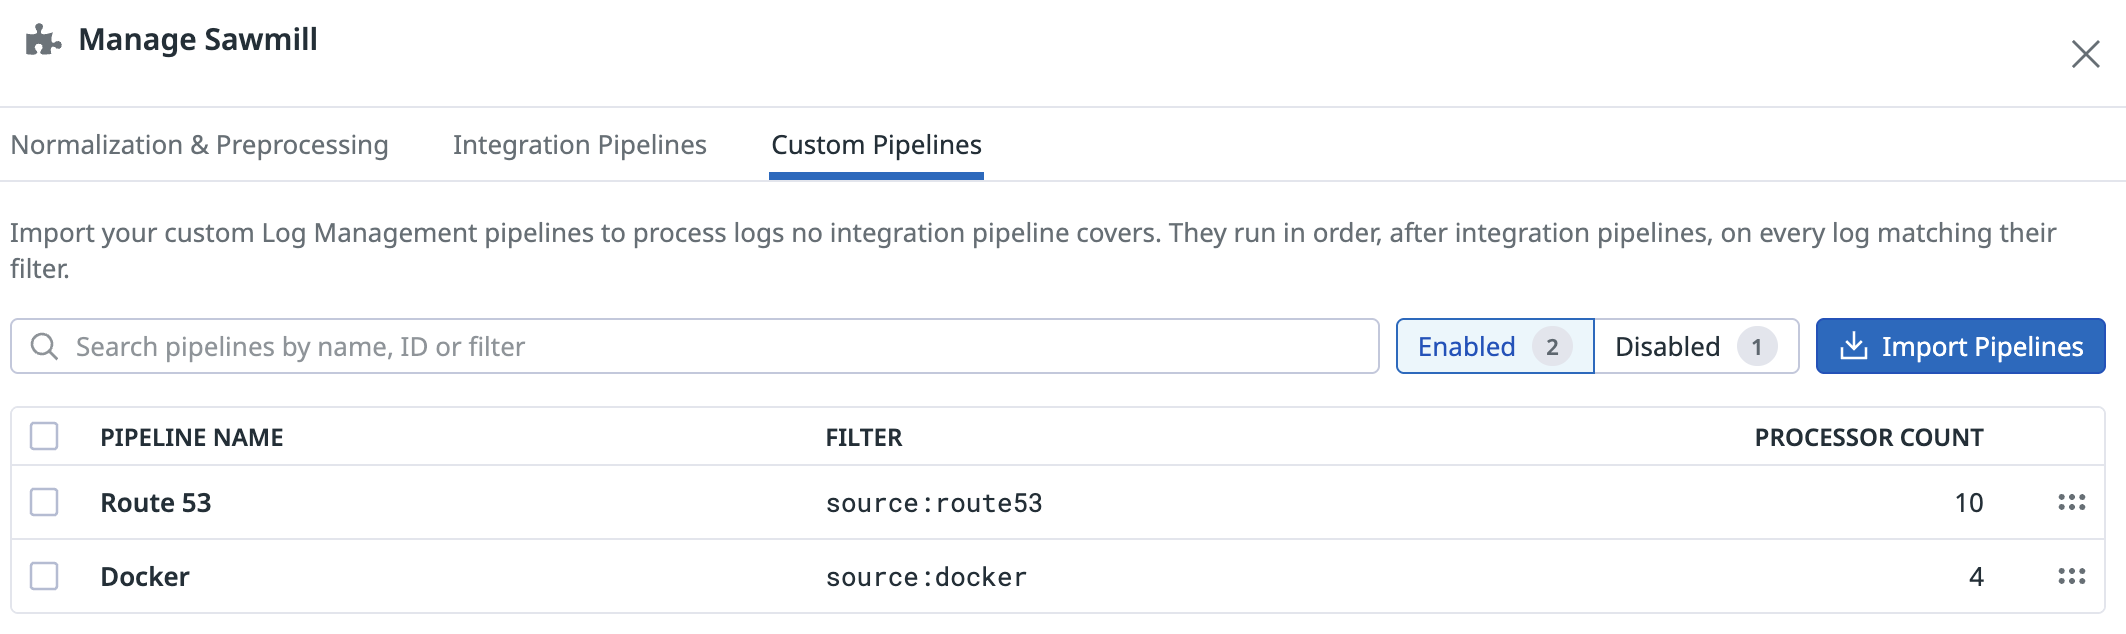 Manage Sawmill
Normalization & Preprocessing
Integration Pipelines
Custom Pipelines
Import your custom Log Management pipelines to process logs no integration pipeline covers. They run in order, after integration pipelines, on every log matching their
filter.
Search pipelines by name, ID or filter
Enabled 2
Disabled 1
Import Pipelines
PIPELINE NAME FILTER PROCESSOR COUNT
Route 53 source:route53 10
Docker source:docker 4